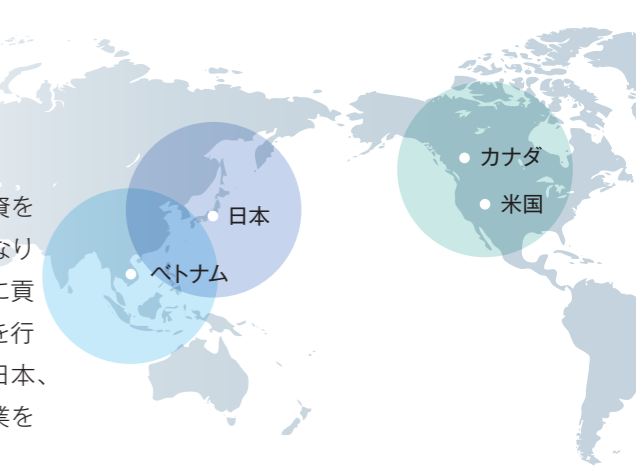 資を
なり
に貢
を行
日本、
業を
日本
ベトナム
カナダ
米国